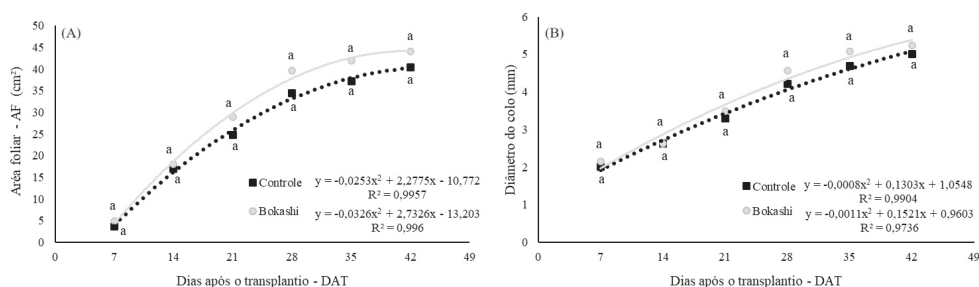 (A)
Aréa foliar - AF (cm²)
50
45
40
35
30
25
20
15
10
5
0
a
a
a
a
a
a
a
a
a
a
a
a
Controle y = -0,0253x² + 2,2775x - 10,772
R² = 0,9957
Bokashi y = -0,0326x² + 2,7326x - 13,203
R² = 0,996
0 7 14 21 28 35 42 49
Dias após o transplantio - DAT
(B)
Diâmetro do colo (mm)
6
5
4
3
2
1
0
a
a
a
a
a
a
a
a
a
a
a
a
Controle y = -0,0008x² + 0,1303x + 1,0548
R² = 0,9904
Bokashi y = -0,0011x² + 0,1521x + 0,9603
R² = 0,9736
0 7 14 21 28 35 42 49
Dias após o transplantio - DAT